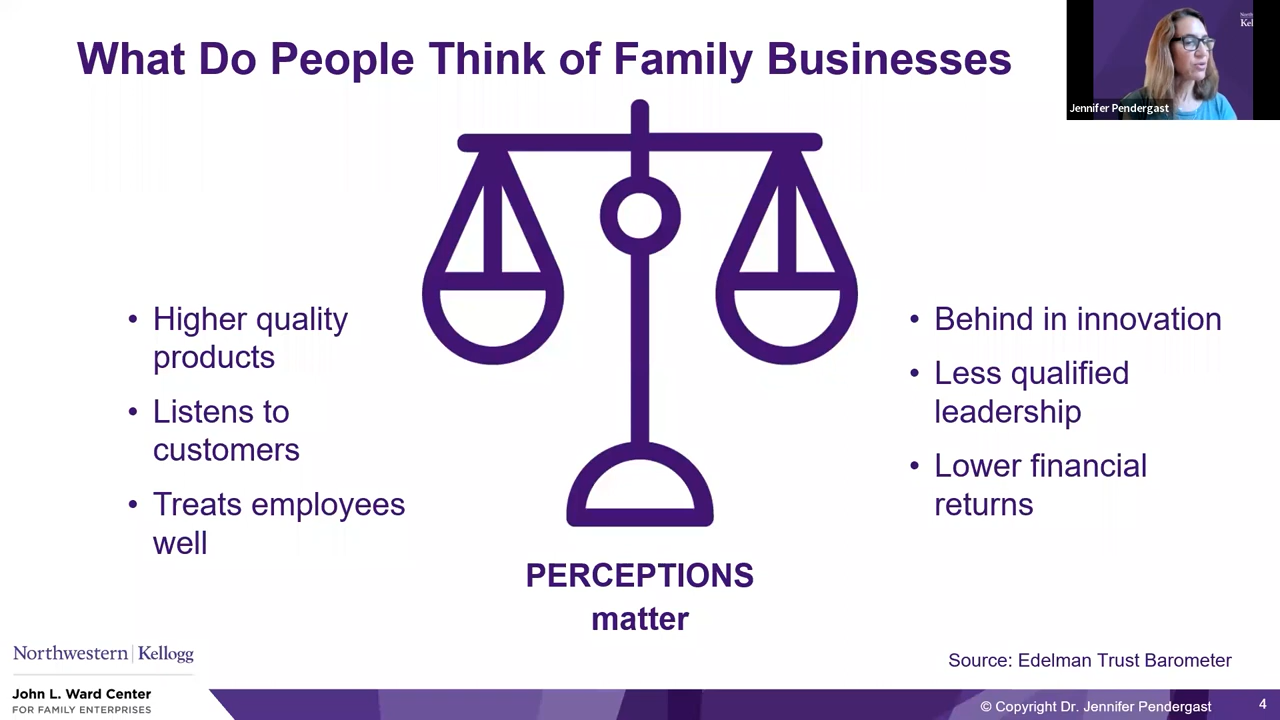 What Do People Think of Family Businesses
Kel
Jennifer Pendergast
• Higher quality
products
• Listens to
customers
• Treats employees
well
• Behind in innovation
• Less qualified
leadership
• Lower financial
returns
PERCEPTIONS
matter
Source: Edelman Trust Barometer
Northwestern | Kellogg
John L. Ward Center
FOR FAMILY ENTERPRISES
© Copyright Dr. Jennifer Pendergast
4